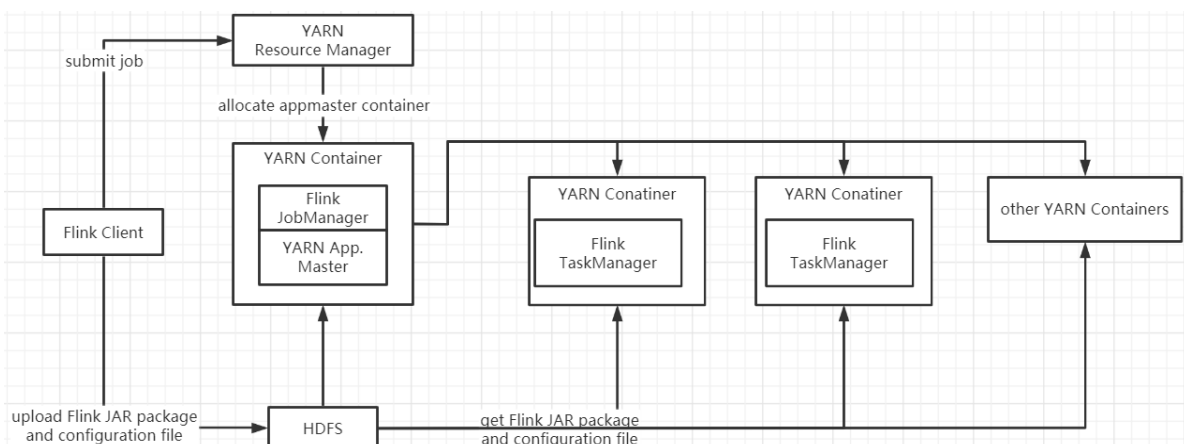 YARN
Resource Manager
submit job
allocate appmaster container
YARN Container
Flink
JobManager
YARN App.
Master
YARN Conatiner
Flink
TaskManager
YARN Conatiner
Flink
TaskManager
other YARN Containers
Flink Client
upload Flink JAR package
and configuration file
HDFS
get Flink JAR package
and configuration file